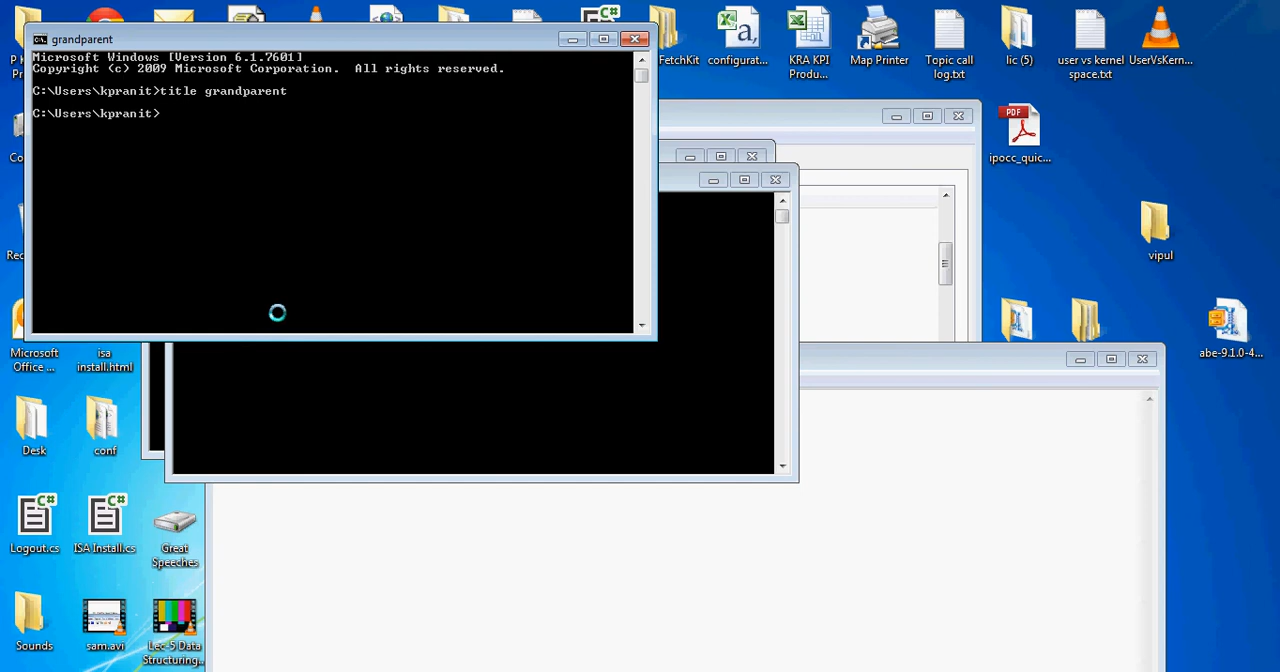 grandparent
Microsoft Windows [Version 6.1.7601]
Copyright (c) 2009 Microsoft Corporation.  All rights reserved.
C:\Users\kpranit>title grandparent
C:\Users\kpranit>
FetchKit
configurat...
KRA KPI
Produ...
Map Printer
Topic call
log.txt
lic (5)
user vs kernel
space.txt
UserVsKern...
PDF
ipocc_quic...
vipul
abe-9.1.0-4...
Microsoft
Office ...
isa
install.html
Desk
conf
Logout.cs
ISA Install.cs
Great
Speeches
Sounds
sam.avi
Lec-5 Data
Structuring...